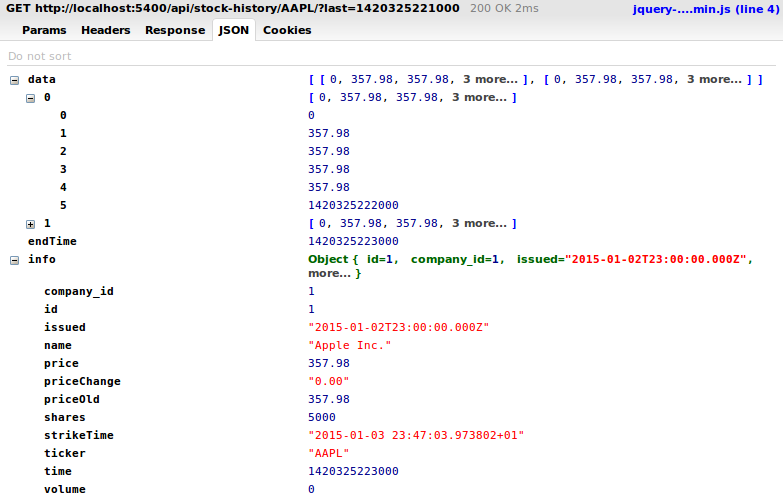 GET http://localhost:5400/api/stock-history/AAPL/?last=1420325221000 200 OK 2ms jquery-....min.js (line 4)
Params Headers Response JSON Cookies
Do not sort
data [ [ 0, 357.98, 357.98, 3 more... ], [ 0, 357.98, 357.98, 3 more... ] ]
0 [ 0, 357.98, 357.98, 3 more... ]
0 0
1 357.98
2 357.98
3 357.98
4 357.98
5 1420325222000
1 [ 0, 357.98, 357.98, 3 more... ]
endTime 1420325223000
info Object { id=1, company_id=1, issued="2015-01-02T23:00:00.000Z",
more... }
company_id 1
id 1
issued "2015-01-02T23:00:00.000Z"
name "Apple Inc."
price 357.98
priceChange "0.00"
priceOld 357.98
shares 5000
strikeTime "2015-01-03 23:47:03.973802+01"
ticker "AAPL"
time 1420325223000
volume 0